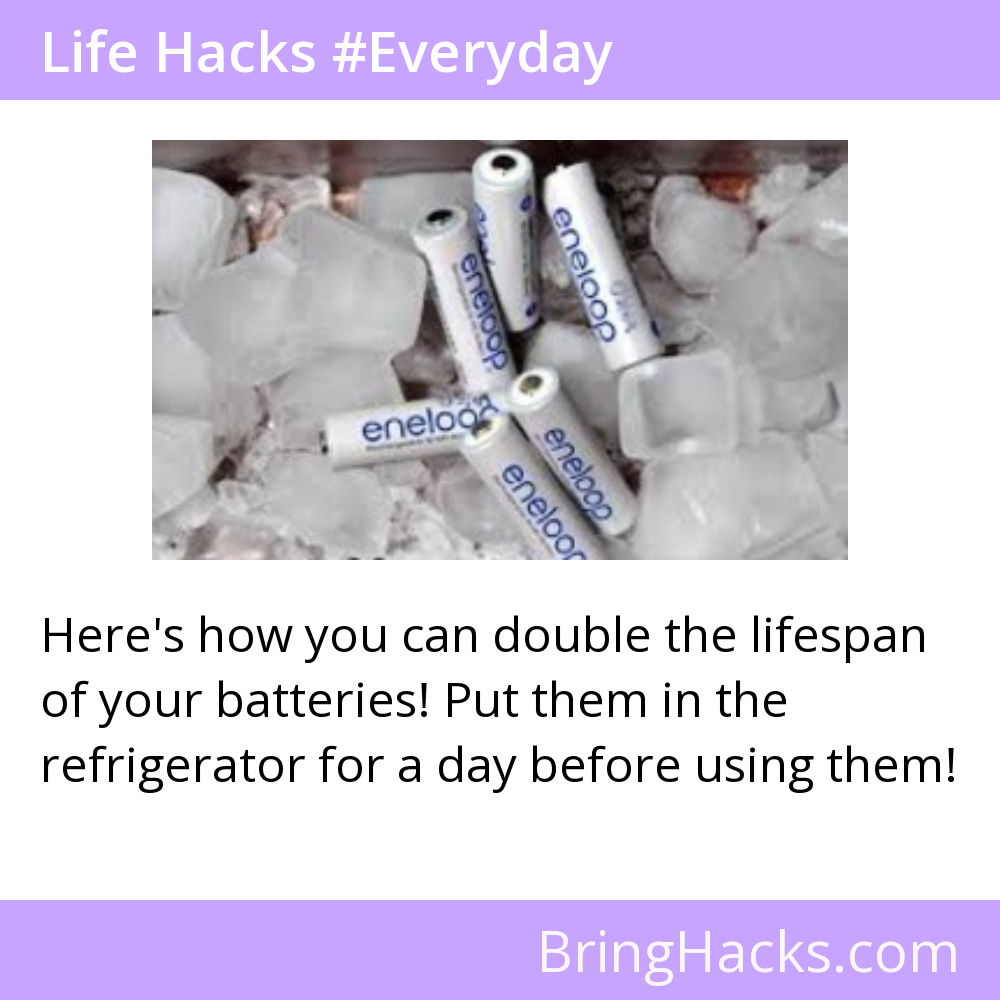 Life Hacks #Everyday
eneloop
eneloop
eneloop
eneloop
eneloop
Here's how you can double the lifespan
of your batteries! Put them in the
refrigerator for a day before using them!
BringHacks.com